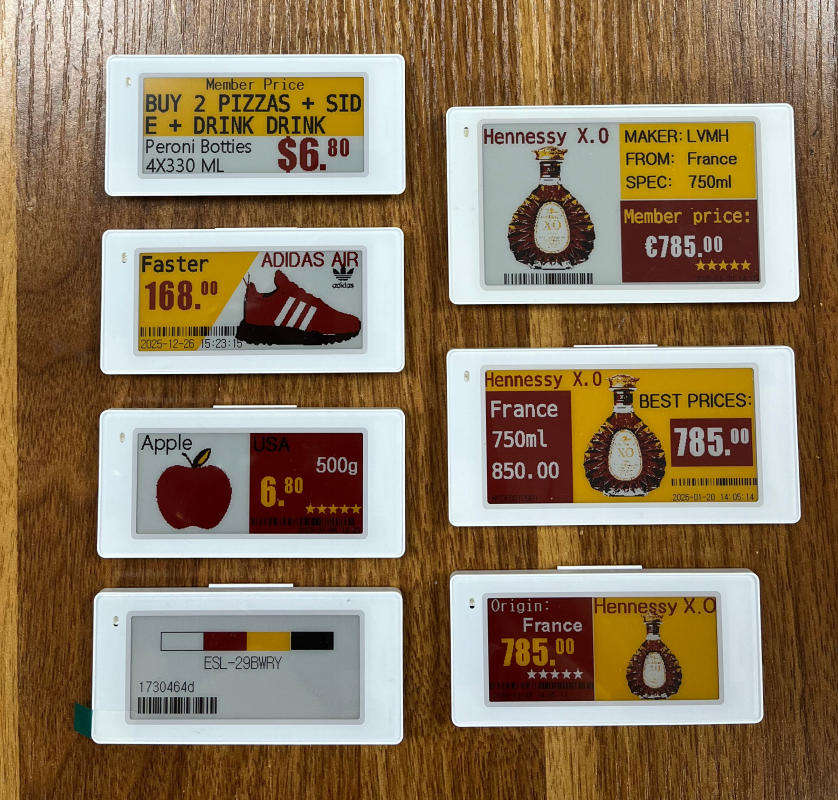 Member Price
BUY 2 PIZZAS + SID
E + DRINK DRINK
Peroni Botties
4X330 ML
$6.80
Faster
168.00
2025-12-26 15:23:15
ADIDAS AIR
adidas
Apple
USA
500g
6.80
ESL-29BWRY
1730464d
Hennessy X.O
XO
MAKER: LVMH
FROM: France
SPEC: 750ml
Member price:
€785.00
Hennessy X.O
France
750ml
850.00
XO
BEST PRICES:
785.00
2026-01-20 14:05:14
Origin:
France
785.00
Hennessy X.O